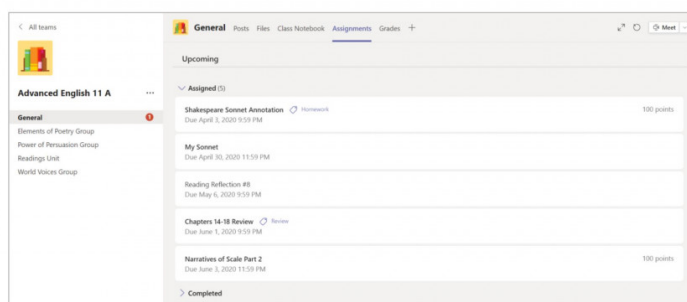 All teams
Advanced English 11 A
General
Elements of Poetry Group
Power of Persuasion Group
Readings Unit
World Voices Group
General Posts Files Class Notebook Assignments Grades
Meet
Upcoming
Assigned (5)
Shakespeare Sonnet Annotation Homework 100 points
Due April 3, 2020 9:59 PM
My Sonnet
Due April 30, 2020 11:59 PM
Reading Reflection #8
Due May 6, 2020 9:59 PM
Chapters 14-18 Review Review
Due June 1, 2020 9:59 PM
Narratives of Scale Part 2 100 points
Due June 3, 2020 11:59 PM
Completed